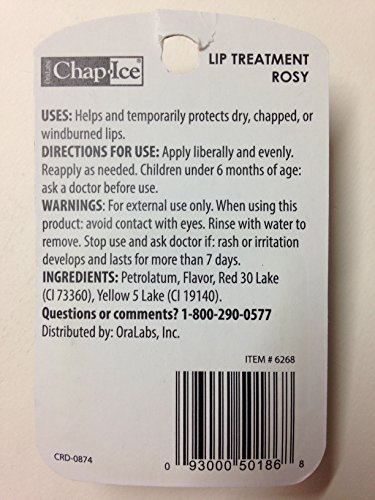 OraLabs Chap•Ice®
LIP TREATMENT
ROSY
USES: Helps and temporarily protects dry, chapped, or
windburned lips.
DIRECTIONS FOR USE: Apply liberally and evenly.
Reapply as needed. Children under 6 months of age:
ask a doctor before use.
WARNINGS: For external use only. When using this
product: avoid contact with eyes. Rinse with water to
remove. Stop use and ask doctor if: rash or irritation
develops and lasts for more than 7 days.
INGREDIENTS: Petrolatum, Flavor, Red 30 Lake
(CI 73360), Yellow 5 Lake (CI 19140).
Questions or comments? 1-800-290-0577
Distributed by: OraLabs, Inc.
ITEM # 6268
CRD-0874
0 93000 50186 8